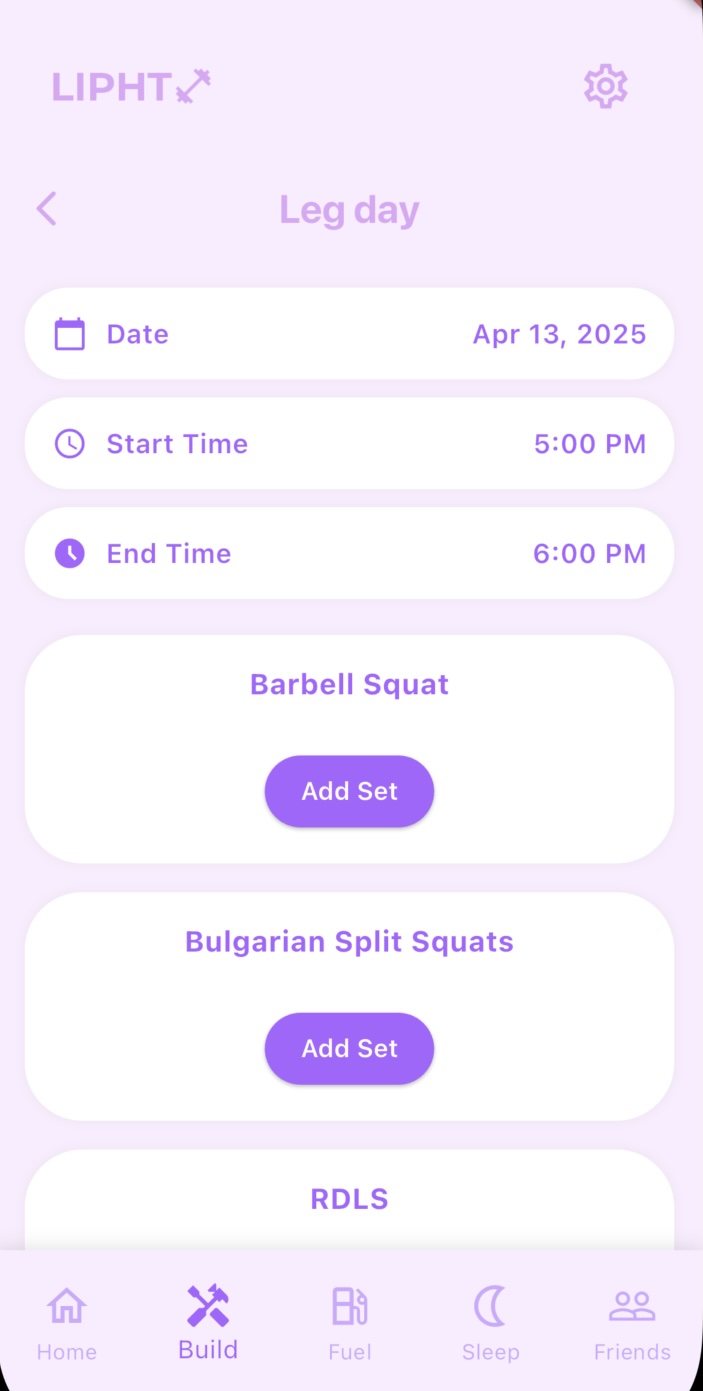 LIPHT
Leg day
Date Apr 13, 2025
Start Time 5:00 PM
End Time 6:00 PM
Barbell Squat
Add Set
Bulgarian Split Squats
Add Set
RDLS
Home Build Fuel Sleep Friends